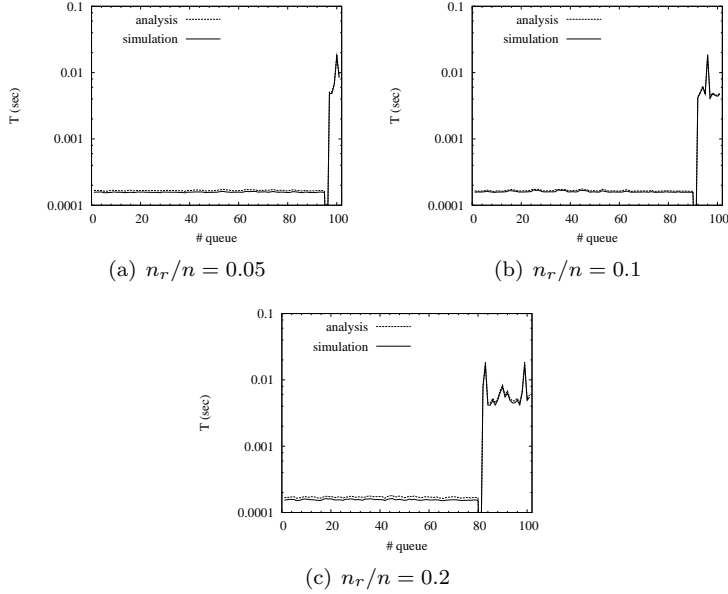 0.1
analysis
simulation
0.01
T (sec)
0.001
0.0001
0 20 40 60 80 100
# queue
(a) n_r/n = 0.05
0.1
analysis
simulation
0.01
T (sec)
0.001
0.0001
0 20 40 60 80 100
# queue
(b) n_r/n = 0.1
0.1
analysis
simulation
0.01
T (sec)
0.001
0.0001
0 20 40 60 80 100
# queue
(c) n_r/n = 0.2